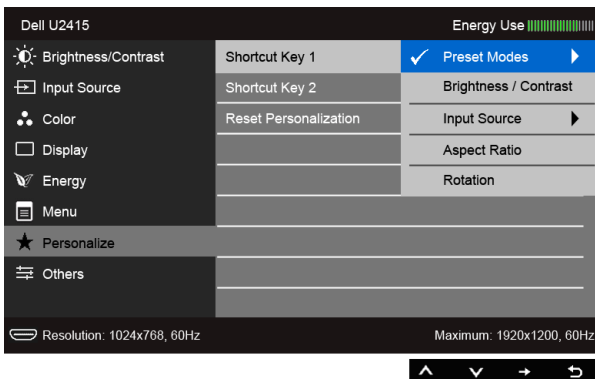 Dell U2415
Energy Use
Brightness/Contrast
Input Source
Color
Display
Energy
Menu
Personalize
Others
Shortcut Key 1
Shortcut Key 2
Reset Personalization
Preset Modes
Brightness / Contrast
Input Source
Aspect Ratio
Rotation
Resolution: 1024x768, 60Hz
Maximum: 1920x1200, 60Hz